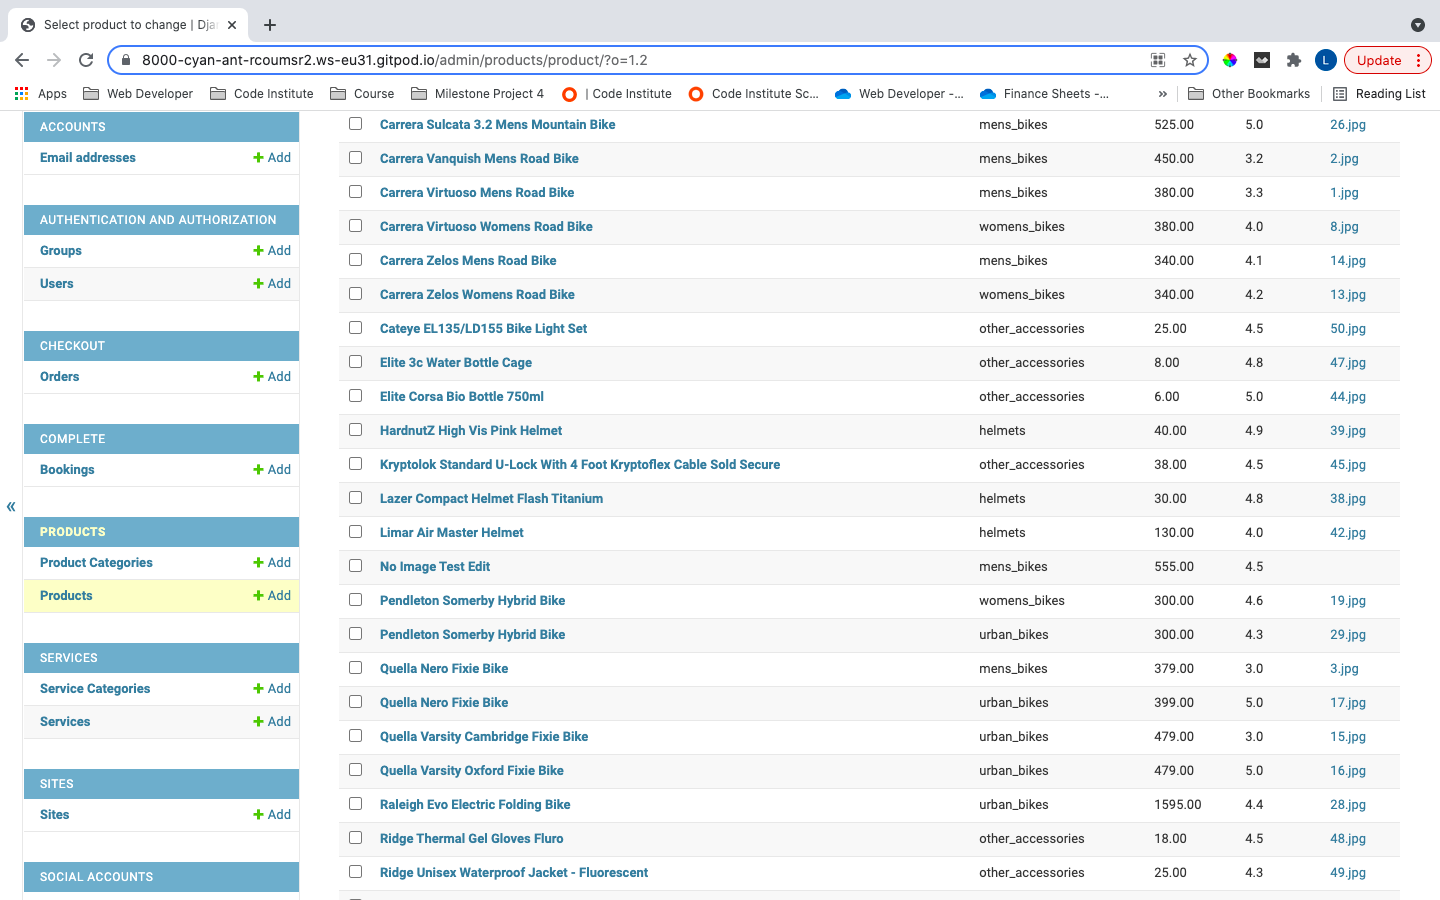 Select product to change | Dja
8000-cyan-ant-rcoumsr2.ws-eu31.gitpod.io/admin/products/product/?o=1.2
L
Update
Apps
Web Developer
Code Institute
Course
Milestone Project 4
| Code Institute
Code Institute Sc...
Web Developer -...
Finance Sheets -...
»
Other Bookmarks
Reading List
ACCOUNTS
Email addresses + Add
AUTHENTICATION AND AUTHORIZATION
Groups + Add
Users + Add
CHECKOUT
Orders + Add
COMPLETE
Bookings + Add
«
PRODUCTS
Product Categories + Add
Products + Add
SERVICES
Service Categories + Add
Services + Add
SITES
Sites + Add
SOCIAL ACCOUNTS
Carrera Sulcata 3.2 Mens Mountain Bike mens_bikes 525.00 5.0 26.jpg
Carrera Vanquish Mens Road Bike mens_bikes 450.00 3.2 2.jpg
Carrera Virtuoso Mens Road Bike mens_bikes 380.00 3.3 1.jpg
Carrera Virtuoso Womens Road Bike womens_bikes 380.00 4.0 8.jpg
Carrera Zelos Mens Road Bike mens_bikes 340.00 4.1 14.jpg
Carrera Zelos Womens Road Bike womens_bikes 340.00 4.2 13.jpg
Cateye EL135/LD155 Bike Light Set other_accessories 25.00 4.5 50.jpg
Elite 3c Water Bottle Cage other_accessories 8.00 4.8 47.jpg
Elite Corsa Bio Bottle 750ml other_accessories 6.00 5.0 44.jpg
HardnutZ High Vis Pink Helmet helmets 40.00 4.9 39.jpg
Kryptolok Standard U-Lock With 4 Foot Kryptoflex Cable Sold Secure other_accessories 38.00 4.5 45.jpg
Lazer Compact Helmet Flash Titanium helmets 30.00 4.8 38.jpg
Limar Air Master Helmet helmets 130.00 4.0 42.jpg
No Image Test Edit mens_bikes 555.00 4.5
Pendleton Somerby Hybrid Bike womens_bikes 300.00 4.6 19.jpg
Pendleton Somerby Hybrid Bike urban_bikes 300.00 4.3 29.jpg
Quella Nero Fixie Bike mens_bikes 379.00 3.0 3.jpg
Quella Nero Fixie Bike urban_bikes 399.00 5.0 17.jpg
Quella Varsity Cambridge Fixie Bike urban_bikes 479.00 3.0 15.jpg
Quella Varsity Oxford Fixie Bike urban_bikes 479.00 5.0 16.jpg
Raleigh Evo Electric Folding Bike urban_bikes 1595.00 4.4 28.jpg
Ridge Thermal Gel Gloves Fluro other_accessories 18.00 4.5 48.jpg
Ridge Unisex Waterproof Jacket - Fluorescent other_accessories 25.00 4.3 49.jpg